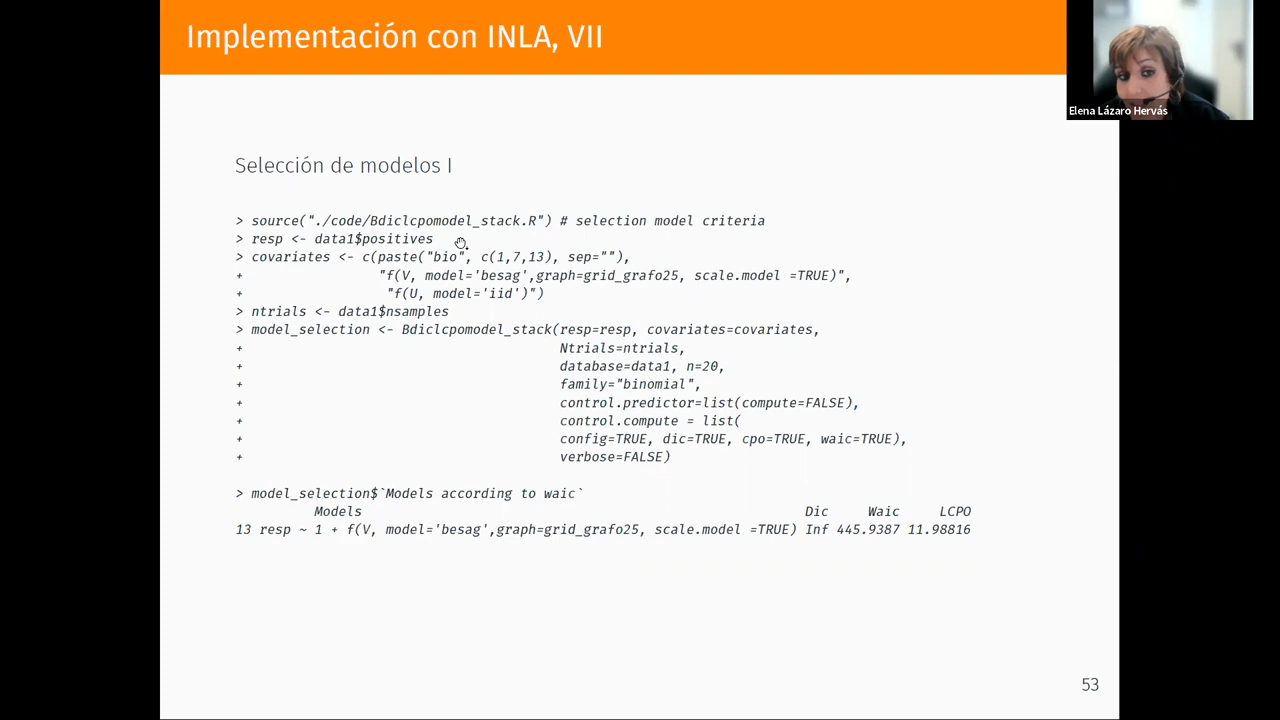 Implementación con INLA, VII
Elena Lázaro Hervás
Selección de modelos I
> source("./code/Bdiclcpomodel_stack.R") # selection model criteria
> resp <- data1$positives
> covariates <- c(paste("bio", c(1,7,13), sep=""),
+ "f(V, model='besag',graph=grid_grafo25, scale.model =TRUE)",
+ "f(U, model='iid')")
> ntrials <- data1$nsamples
> model_selection <- Bdiclcpomodel_stack(resp=resp, covariates=covariates,
+ Ntrials=ntrials,
+ database=data1, n=20,
+ family="binomial",
+ control.predictor=list(compute=FALSE),
+ control.compute = list(
+ config=TRUE, dic=TRUE, cpo=TRUE, waic=TRUE),
+ verbose=FALSE)
> model_selection$`Models according to waic`
Models Dic Waic LCPO
13 resp ~ 1 + f(V, model='besag',graph=grid_grafo25, scale.model =TRUE) Inf 445.9387 11.98816
53